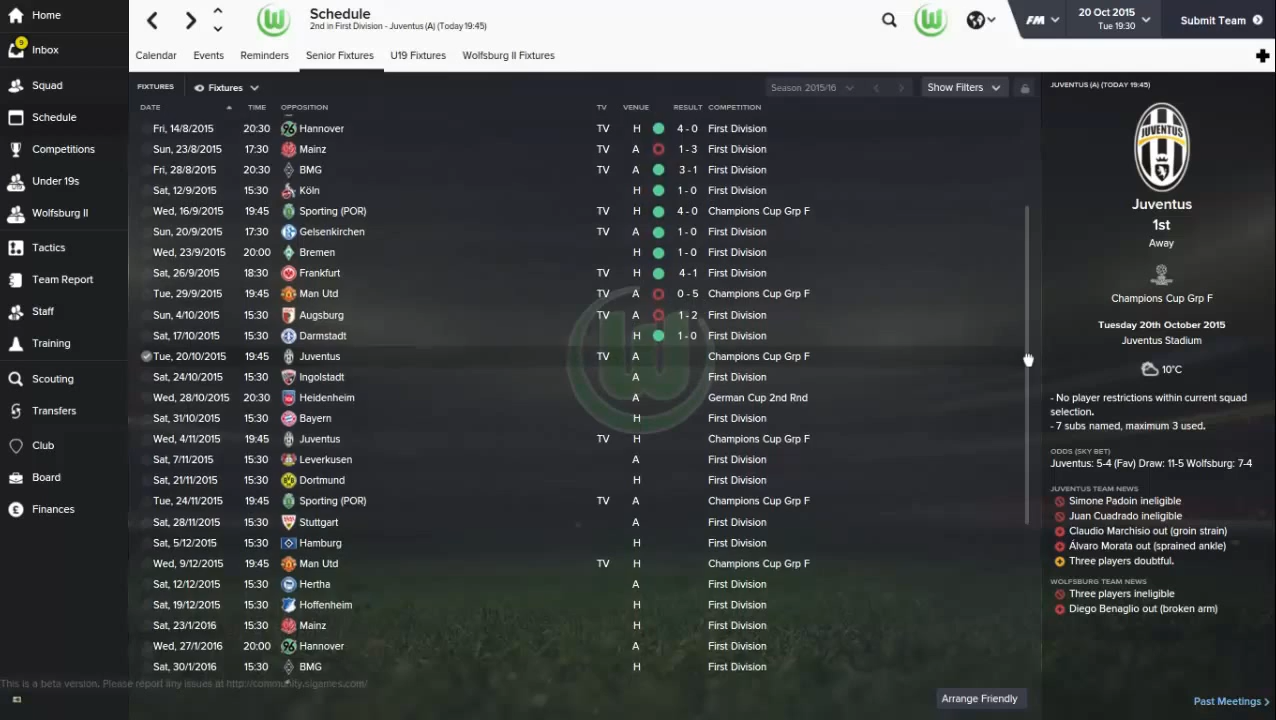 Home
9
Inbox
Squad
Schedule
Competitions
Under 19s
Wolfsburg II
Tactics
Team Report
Staff
Training
Scouting
Transfers
Club
Board
Finances
Schedule
2nd in First Division - Juventus (A) (Today 19:45)
FM
20 Oct 2015
Tue 19:30
Submit Team
Calendar Events Reminders Senior Fixtures U19 Fixtures Wolfsburg II Fixtures
FIXTURES Fixtures Season 2015/16 Show Filters
DATE TIME OPPOSITION TV VENUE RESULT COMPETITION
Fri, 14/8/2015 20:30 Hannover TV H 4 - 0 First Division
Sun, 23/8/2015 17:30 Mainz TV A 1 - 3 First Division
Fri, 28/8/2015 20:30 BMG TV A 3 - 1 First Division
Sat, 12/9/2015 15:30 Köln H 1 - 0 First Division
Wed, 16/9/2015 19:45 Sporting (POR) TV H 4 - 0 Champions Cup Grp F
Sun, 20/9/2015 17:30 Gelsenkirchen TV A 1 - 0 First Division
Wed, 23/9/2015 20:00 Bremen H 1 - 0 First Division
Sat, 26/9/2015 18:30 Frankfurt TV H 4 - 1 First Division
Tue, 29/9/2015 19:45 Man Utd TV A 0 - 5 Champions Cup Grp F
Sun, 4/10/2015 15:30 Augsburg TV A 1 - 2 First Division
Sat, 17/10/2015 15:30 Darmstadt H 1 - 0 First Division
Tue, 20/10/2015 19:45 Juventus TV A Champions Cup Grp F
Sat, 24/10/2015 15:30 Ingolstadt A First Division
Wed, 28/10/2015 20:30 Heidenheim A German Cup 2nd Rnd
Sat, 31/10/2015 15:30 Bayern H First Division
Wed, 4/11/2015 19:45 Juventus TV H Champions Cup Grp F
Sat, 7/11/2015 15:30 Leverkusen A First Division
Sat, 21/11/2015 15:30 Dortmund H First Division
Tue, 24/11/2015 19:45 Sporting (POR) TV A Champions Cup Grp F
Sat, 28/11/2015 15:30 Stuttgart A First Division
Sat, 5/12/2015 15:30 Hamburg H First Division
Wed, 9/12/2015 19:45 Man Utd TV H Champions Cup Grp F
Sat, 12/12/2015 15:30 Hertha A First Division
Sat, 19/12/2015 15:30 Hoffenheim H First Division
Sat, 23/1/2016 15:30 Mainz H First Division
Wed, 27/1/2016 20:00 Hannover A First Division
Sat, 30/1/2016 15:30 BMG H First Division
This is a beta version. Please report any issues at http://community.sigames.com/
Arrange Friendly
JUVENTUS (A) (TODAY 19:45)
JUVENTUS
Juventus
1st
Away
Champions Cup Grp F
Tuesday 20th October 2015
Juventus Stadium
10°C
- No player restrictions within current squad
selection.
- 7 subs named, maximum 3 used.
ODDS (SKY BET)
Juventus: 5-4 (Fav) Draw: 11-5 Wolfsburg: 7-4
JUVENTUS TEAM NEWS
Simone Padoin ineligible
Juan Cuadrado ineligible
Claudio Marchisio out (groin strain)
Álvaro Morata out (sprained ankle)
Three players doubtful.
WOLFSBURG TEAM NEWS
Three players ineligible
Diego Benaglio out (broken arm)
Past Meetings >